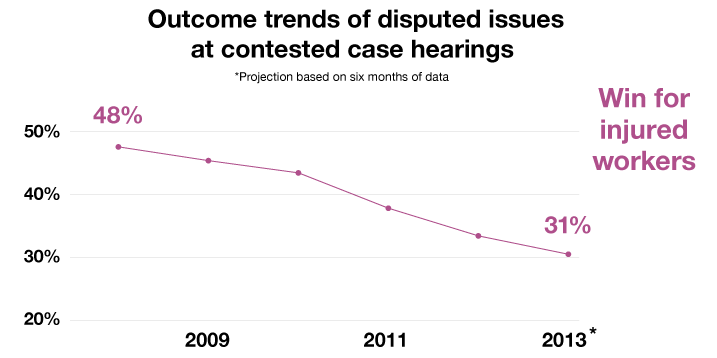 Outcome trends of disputed issues
at contested case hearings
*Projection based on six months of data
Win for
injured
workers
48%
31%
50%
40%
30%
20%
2009
2011
2013*